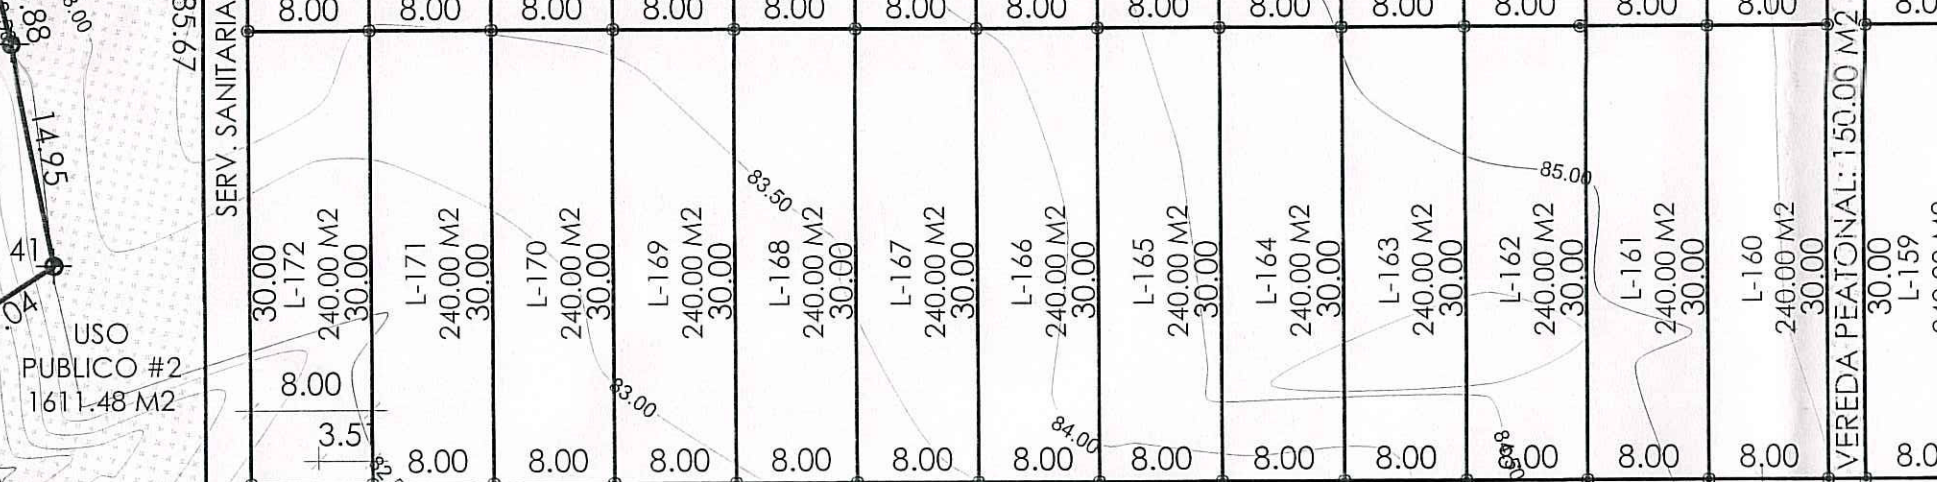 8.00 8.00 8.00 8.00 8.00 8.00 8.00 8.00 8.00 8.00 8.00 8.00 8.00
.88
3.00
85.67
14.95
41
.04
USO
PUBLICO #2
1611.48 M2
SERV. SANITARIA
30.00
L-172
240.00 M2
30.00
L-171
240.00 M2
30.00
L-170
240.00 M2
30.00
L-169
240.00 M2
30.00
L-168
240.00 M2
30.00
L-167
240.00 M2
30.00
L-166
240.00 M2
30.00
L-165
240.00 M2
30.00
L-164
240.00 M2
30.00
L-163
240.00 M2
30.00
L-162
240.00 M2
30.00
L-161
240.00 M2
30.00
L-160
240.00 M2
30.00
VEREDA PEATONAL: 150.00 M2
30.00
L-159
83.50
85.00
83.00
84.00
8.00
3.5
8.00 8.00 8.00 8.00 8.00 8.00 8.00 8.00 8.00 8.00 8.00 8.00